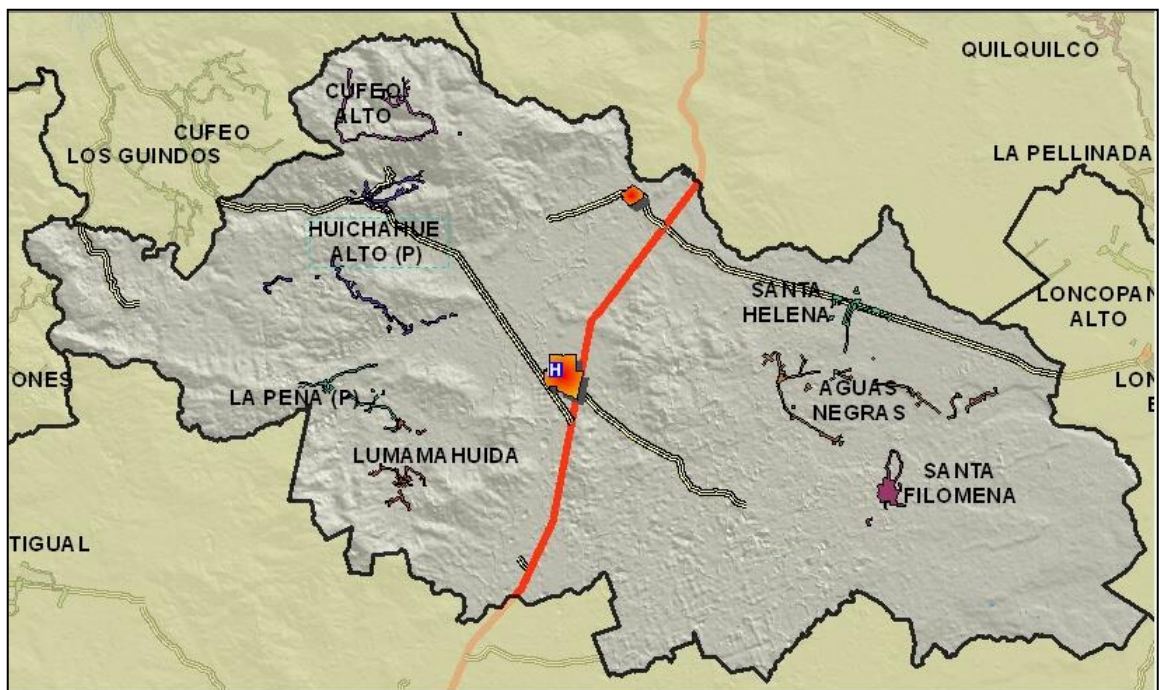 QUILQUILCO
CUFEO
ALTO
CUFEO
LOS GUINDOS
LA PELLINADA
HUICHAHUE
ALTO (P)
SANTA
HELENA
LONCOPAN
ALTO
H
ONES
LA PEÑA (P)
AGUAS
NEGRAS
LON
E
LUMAMAHUIDA
SANTA
FILOMENA
TIGUAL